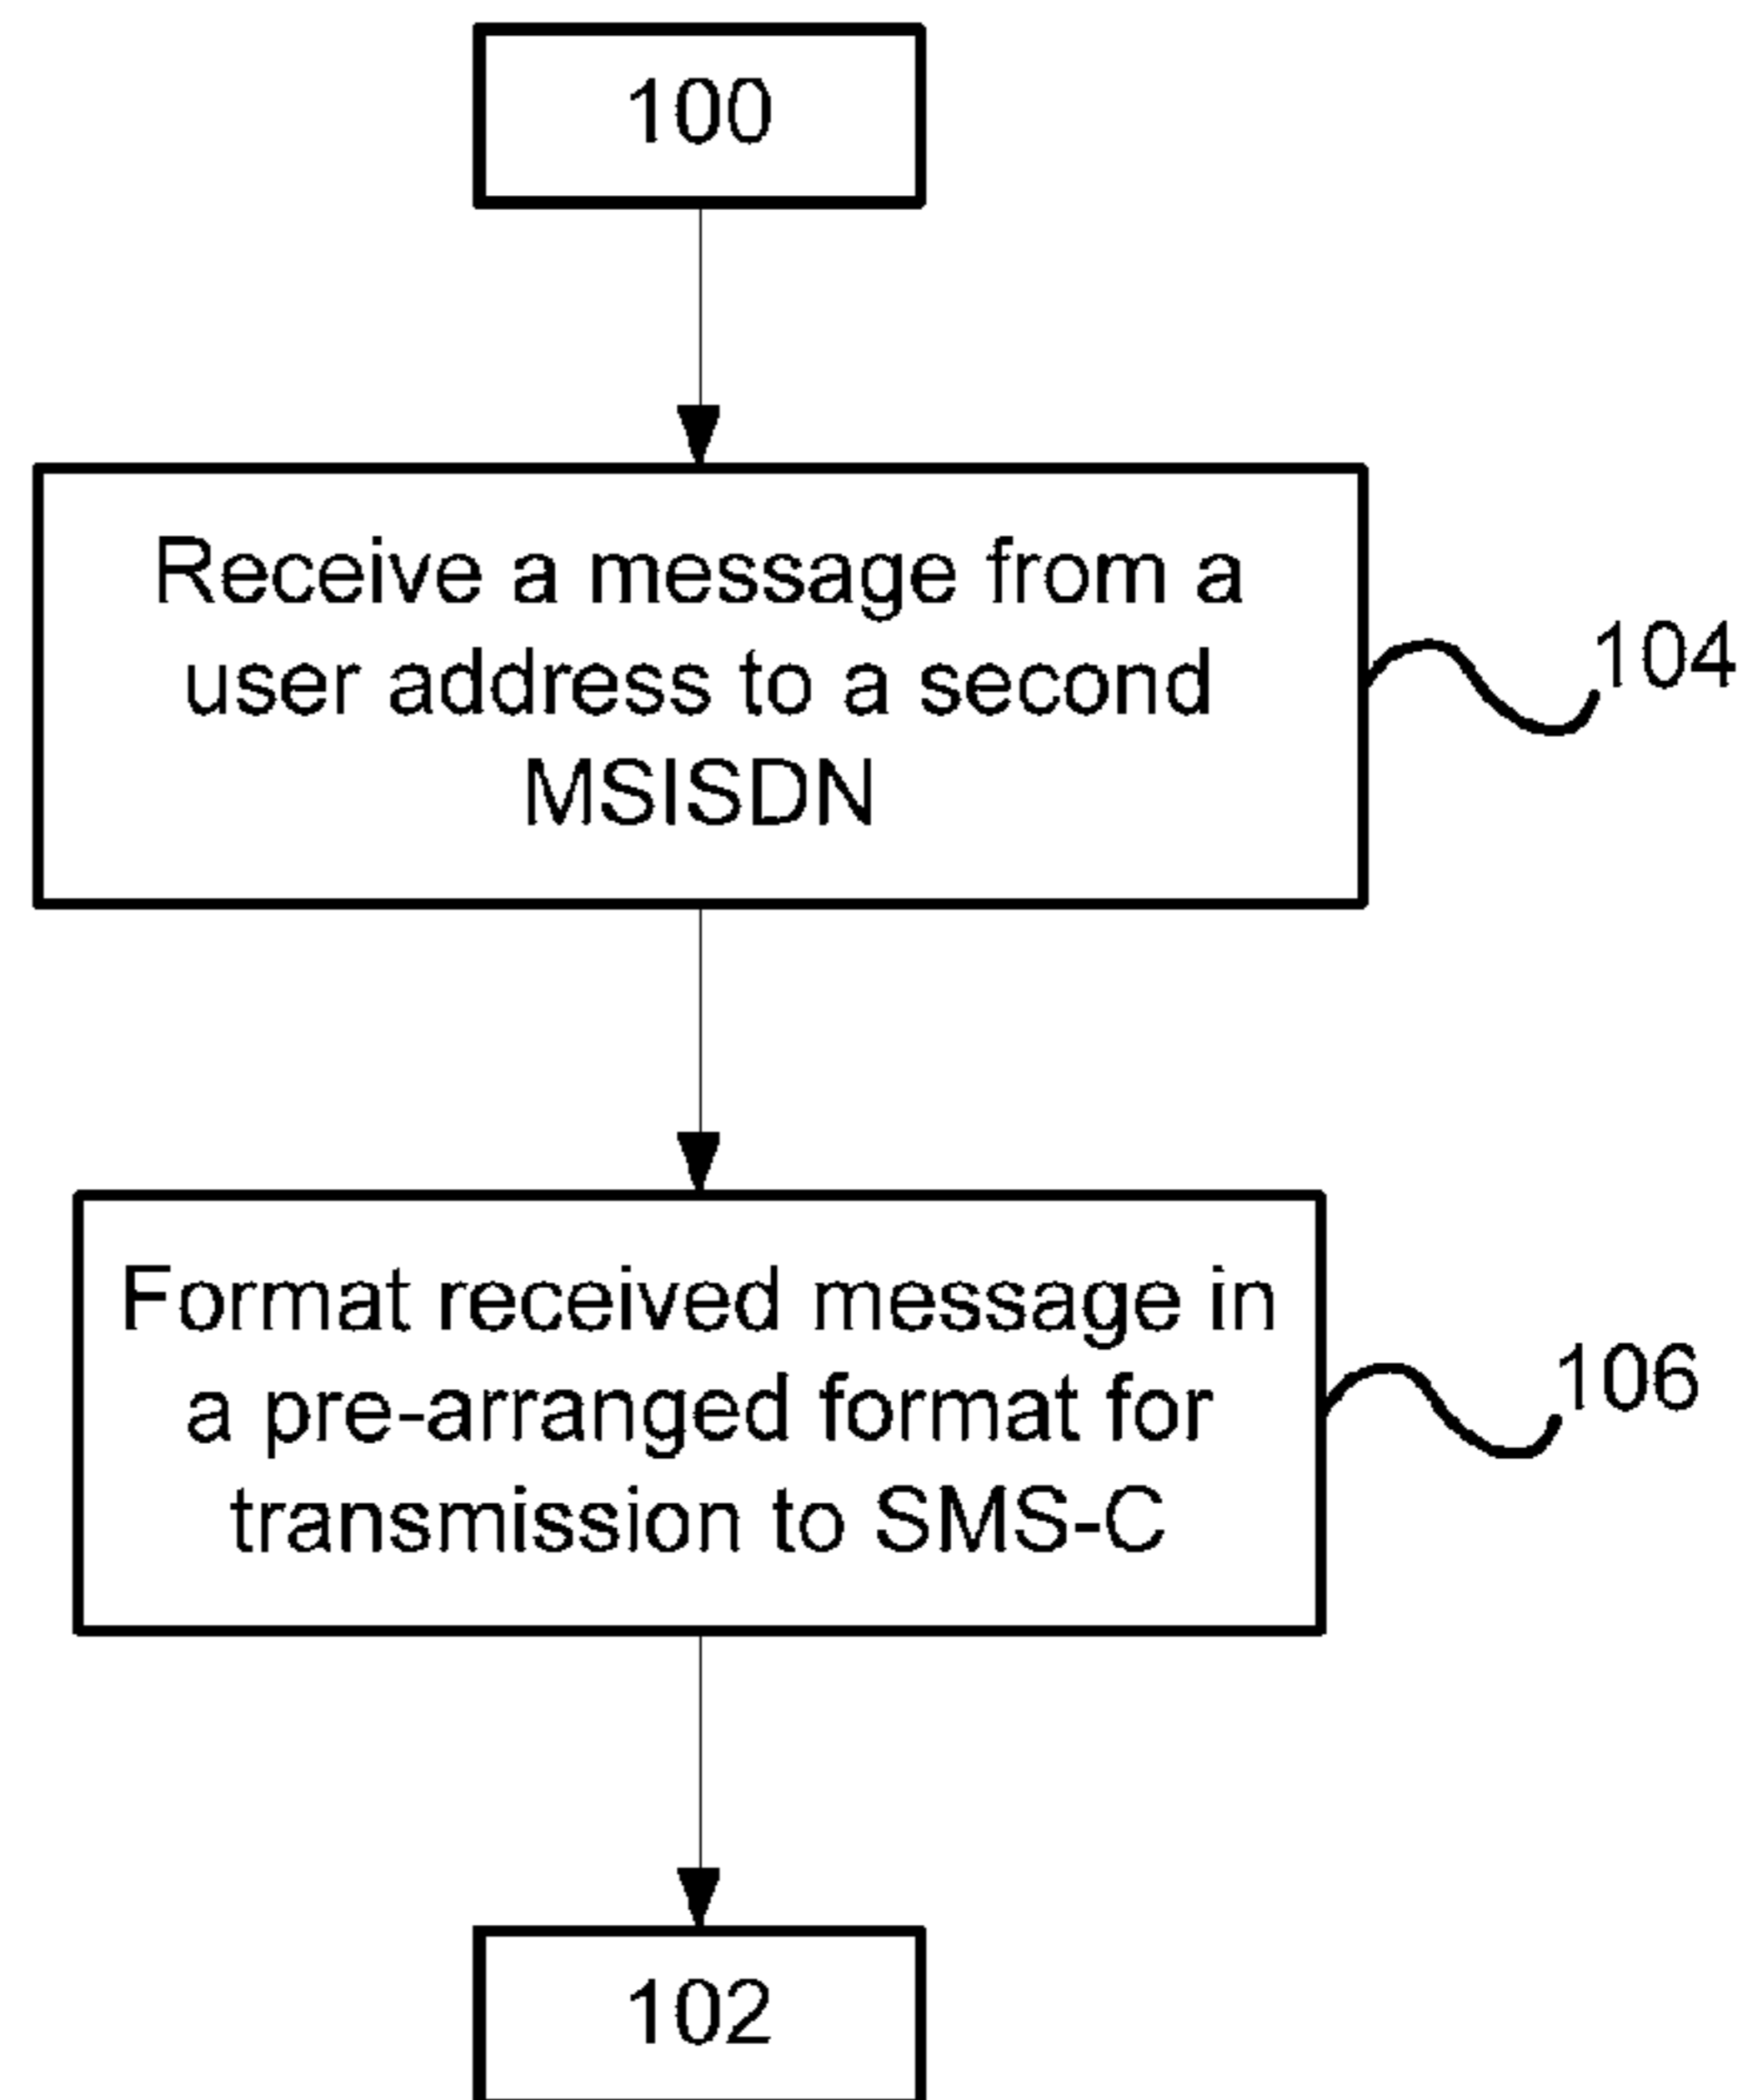 100
Receive a message from a
user address to a second
MSISDN
104
Format received message in
a pre-arranged format for
transmission to SMS-C
106
102